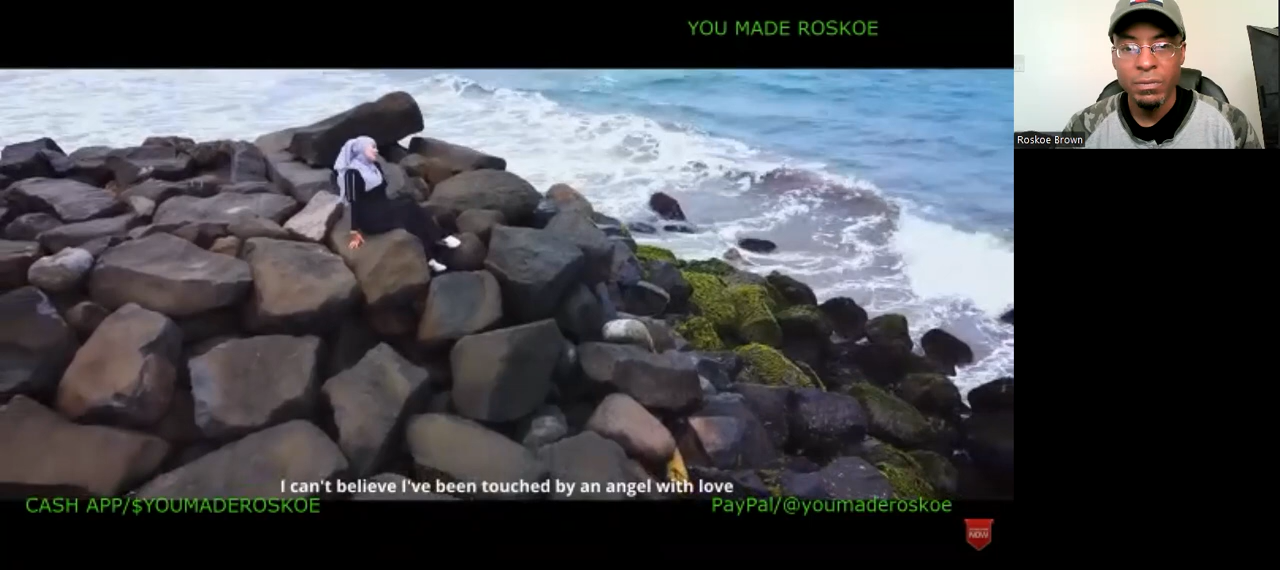 YOU MADE ROSKOE
Roskoe Brown
I can't believe I've been touched by an angel with love
CASH APP/$YOUMADEROSKOE
PayPal/@youmaderoskoe
NOW